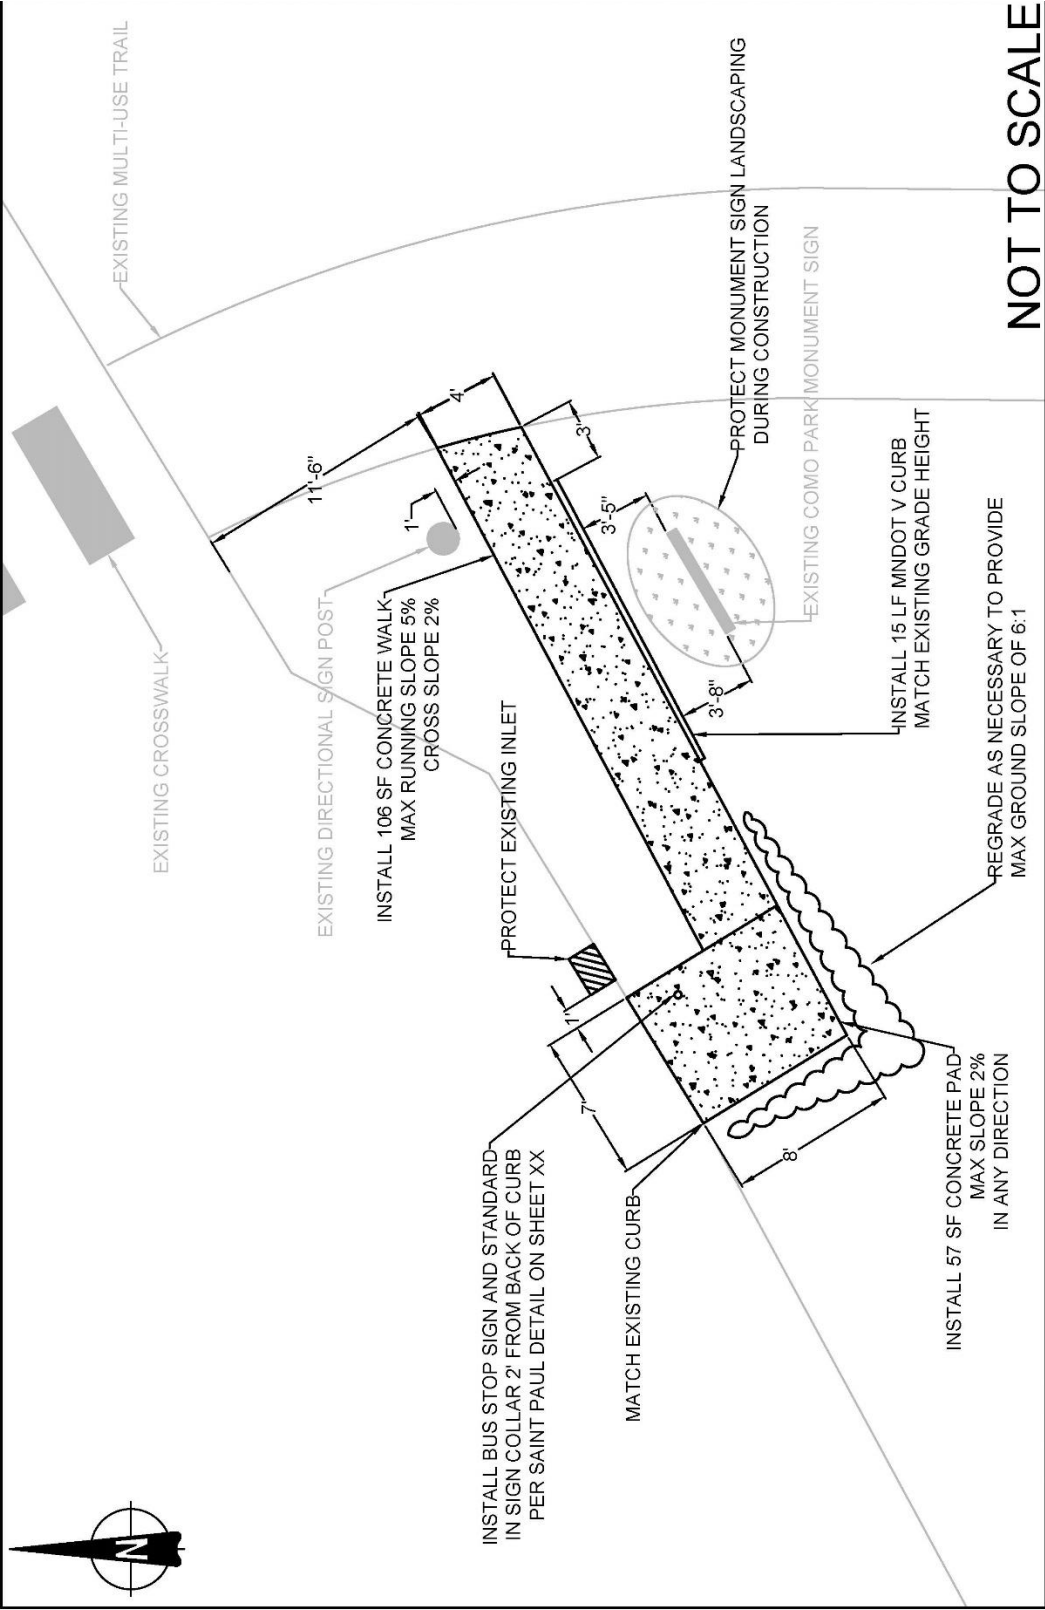 EXISTING MULTI-USE TRAIL
EXISTING CROSSWALK
11'-6"
4'
1'
3'
EXISTING DIRECTIONAL SIGN POST
INSTALL 106 SF CONCRETE WALK
MAX RUNNING SLOPE 5%
CROSS SLOPE 2%
PROTECT EXISTING INLET
3'-5"
3'-8"
PROTECT MONUMENT SIGN LANDSCAPING
DURING CONSTRUCTION
EXISTING COMO PARK MONUMENT SIGN
INSTALL 15 LF MNDOT V CURB
MATCH EXISTING GRADE HEIGHT
REGRADE AS NECESSARY TO PROVIDE
MAX GROUND SLOPE OF 6:1
INSTALL BUS STOP SIGN AND STANDARD
IN SIGN COLLAR 2' FROM BACK OF CURB
PER SAINT PAUL DETAIL ON SHEET XX
1'
7'
8'
MATCH EXISTING CURB
INSTALL 57 SF CONCRETE PAD
MAX SLOPE 2%
IN ANY DIRECTION
N
NOT TO SCALE